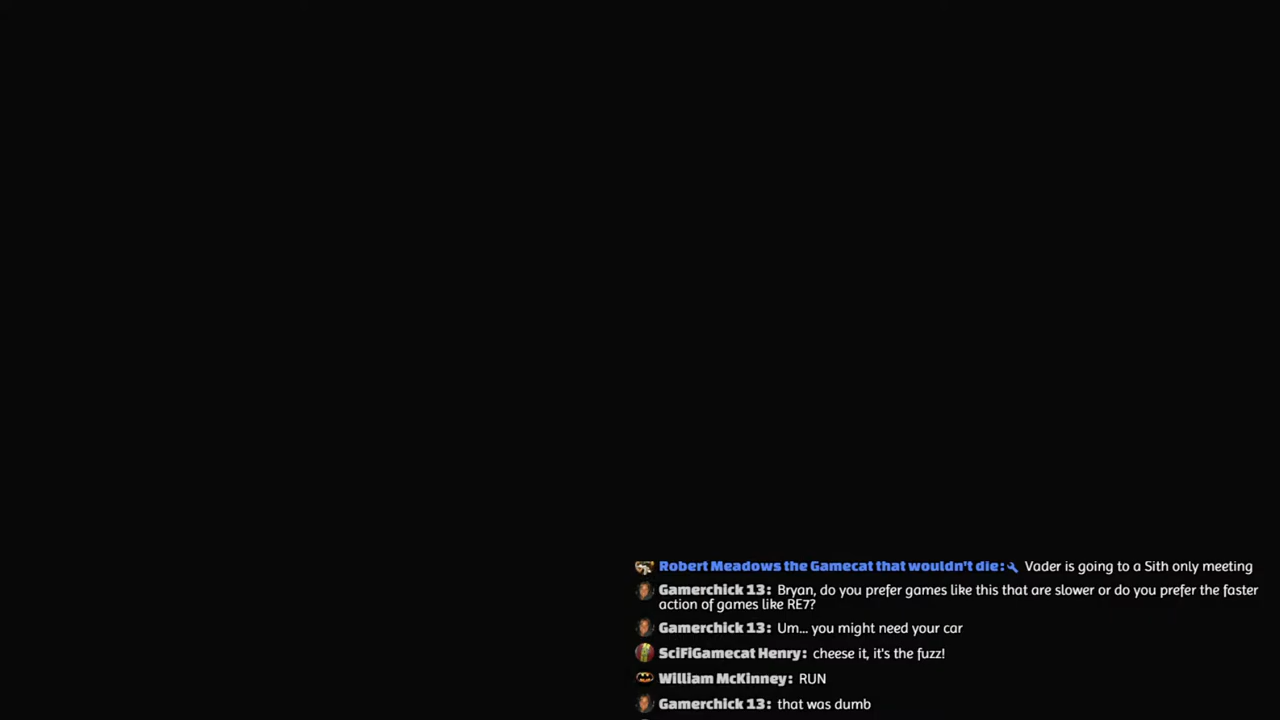 Robert Meadows the Gamecat that wouldn't die: Vader is going to a Sith only meeting
Gamerchick 13: Bryan, do you prefer games like this that are slower or do you prefer the faster
action of games like RE7?
Gamerchick 13: Um... you might need your car
SciFiGamecat Henry: cheese it, it's the fuzz!
William McKinney: RUN
Gamerchick 13: that was dumb